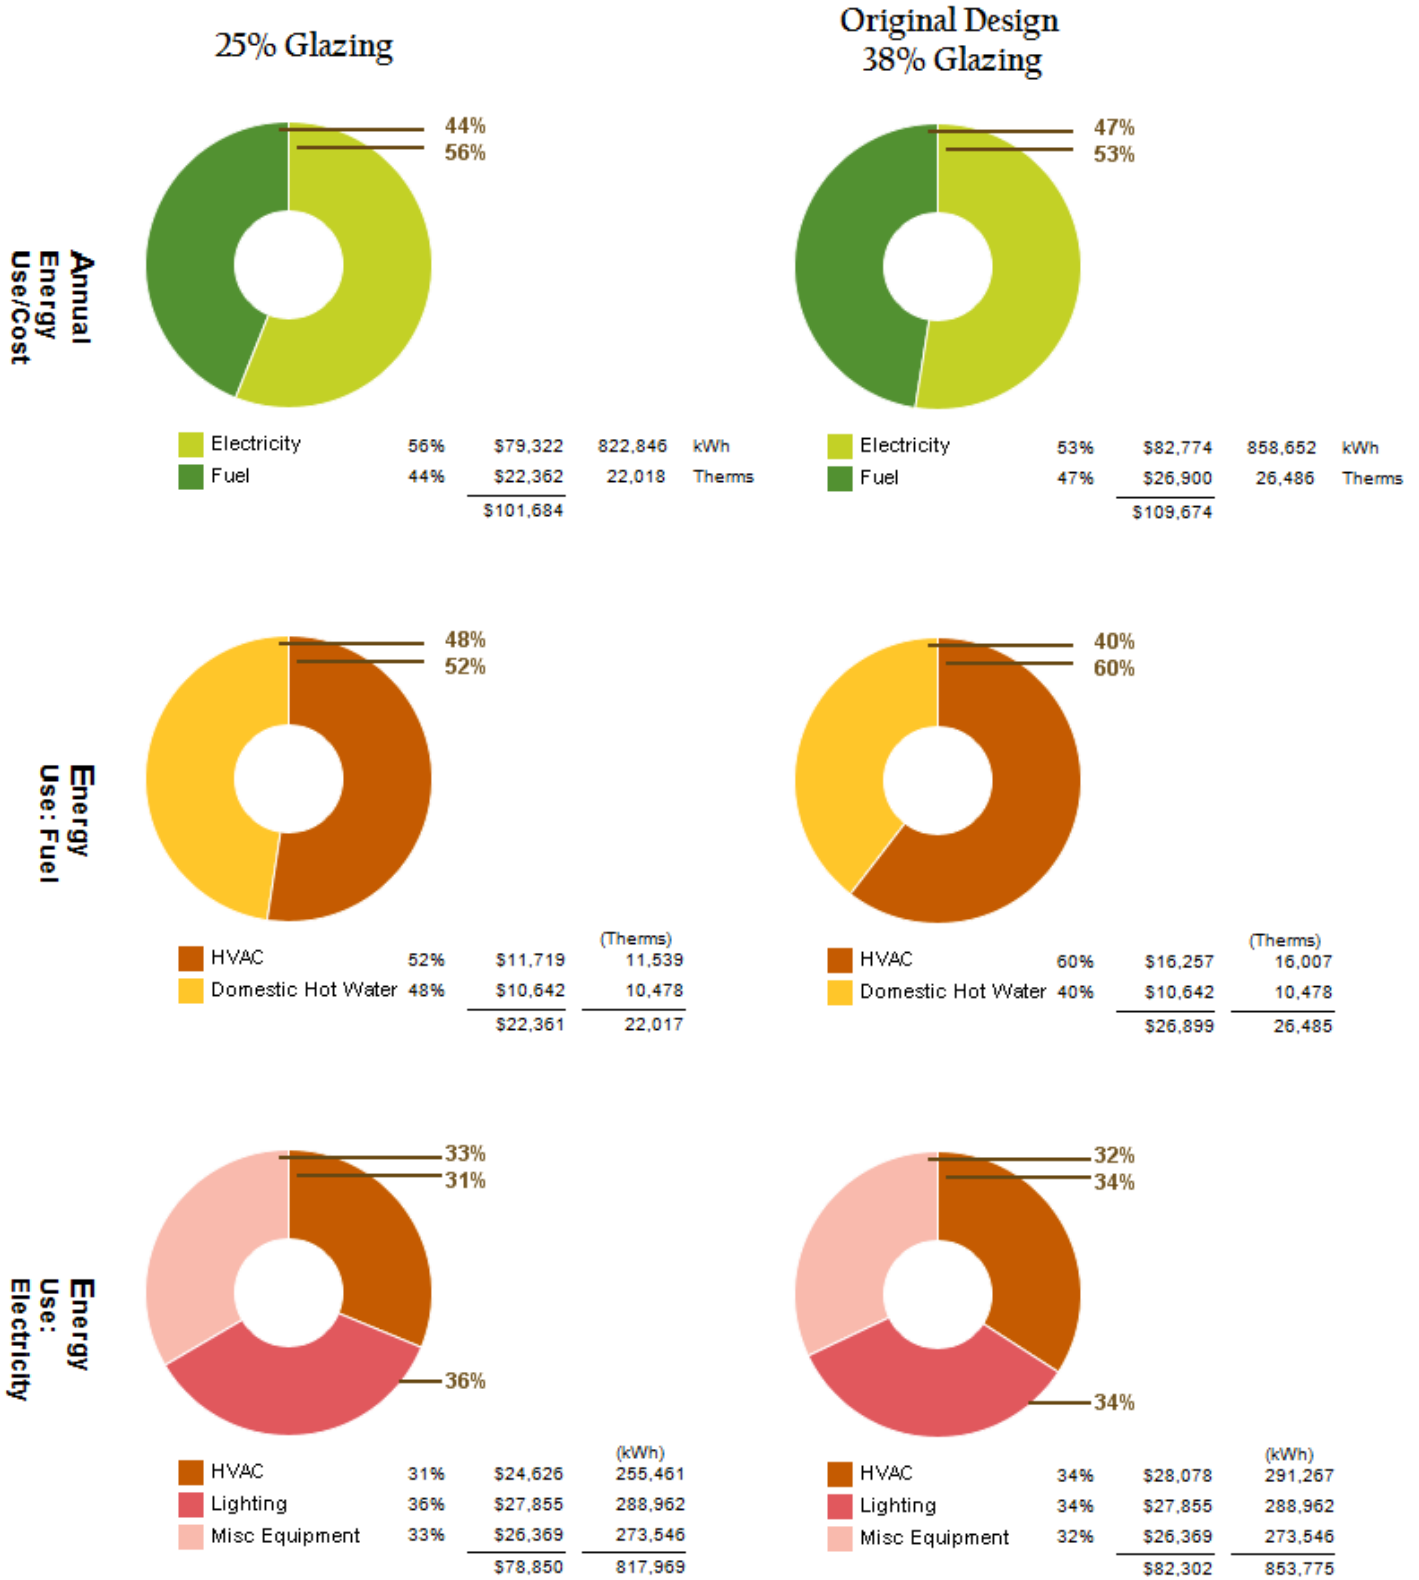 25% Glazing
Original Design
38% Glazing
Annual
Energy
Use/Cost
44%
56%
47%
53%
Electricity 56% $79,322 822,846 kWh
Fuel 44% $22,362 22,018 Therms
$101,684
Electricity 53% $82,774 858,652 kWh
Fuel 47% $26,900 26,486 Therms
$109,674
Energy
Use: Fuel
48%
52%
40%
60%
(Therms)
HVAC 52% $11,719 11,539
Domestic Hot Water 48% $10,642 10,478
$22,361 22,017
(Therms)
HVAC 60% $16,257 16,007
Domestic Hot Water 40% $10,642 10,478
$26,899 26,485
Energy
Use:
Electricity
33%
31%
36%
32%
34%
34%
(kWh)
HVAC 31% $24,626 255,461
Lighting 36% $27,855 288,962
Misc Equipment 33% $26,369 273,546
$78,850 817,969
(kWh)
HVAC 34% $28,078 291,267
Lighting 34% $27,855 288,962
Misc Equipment 32% $26,369 273,546
$82,302 853,775